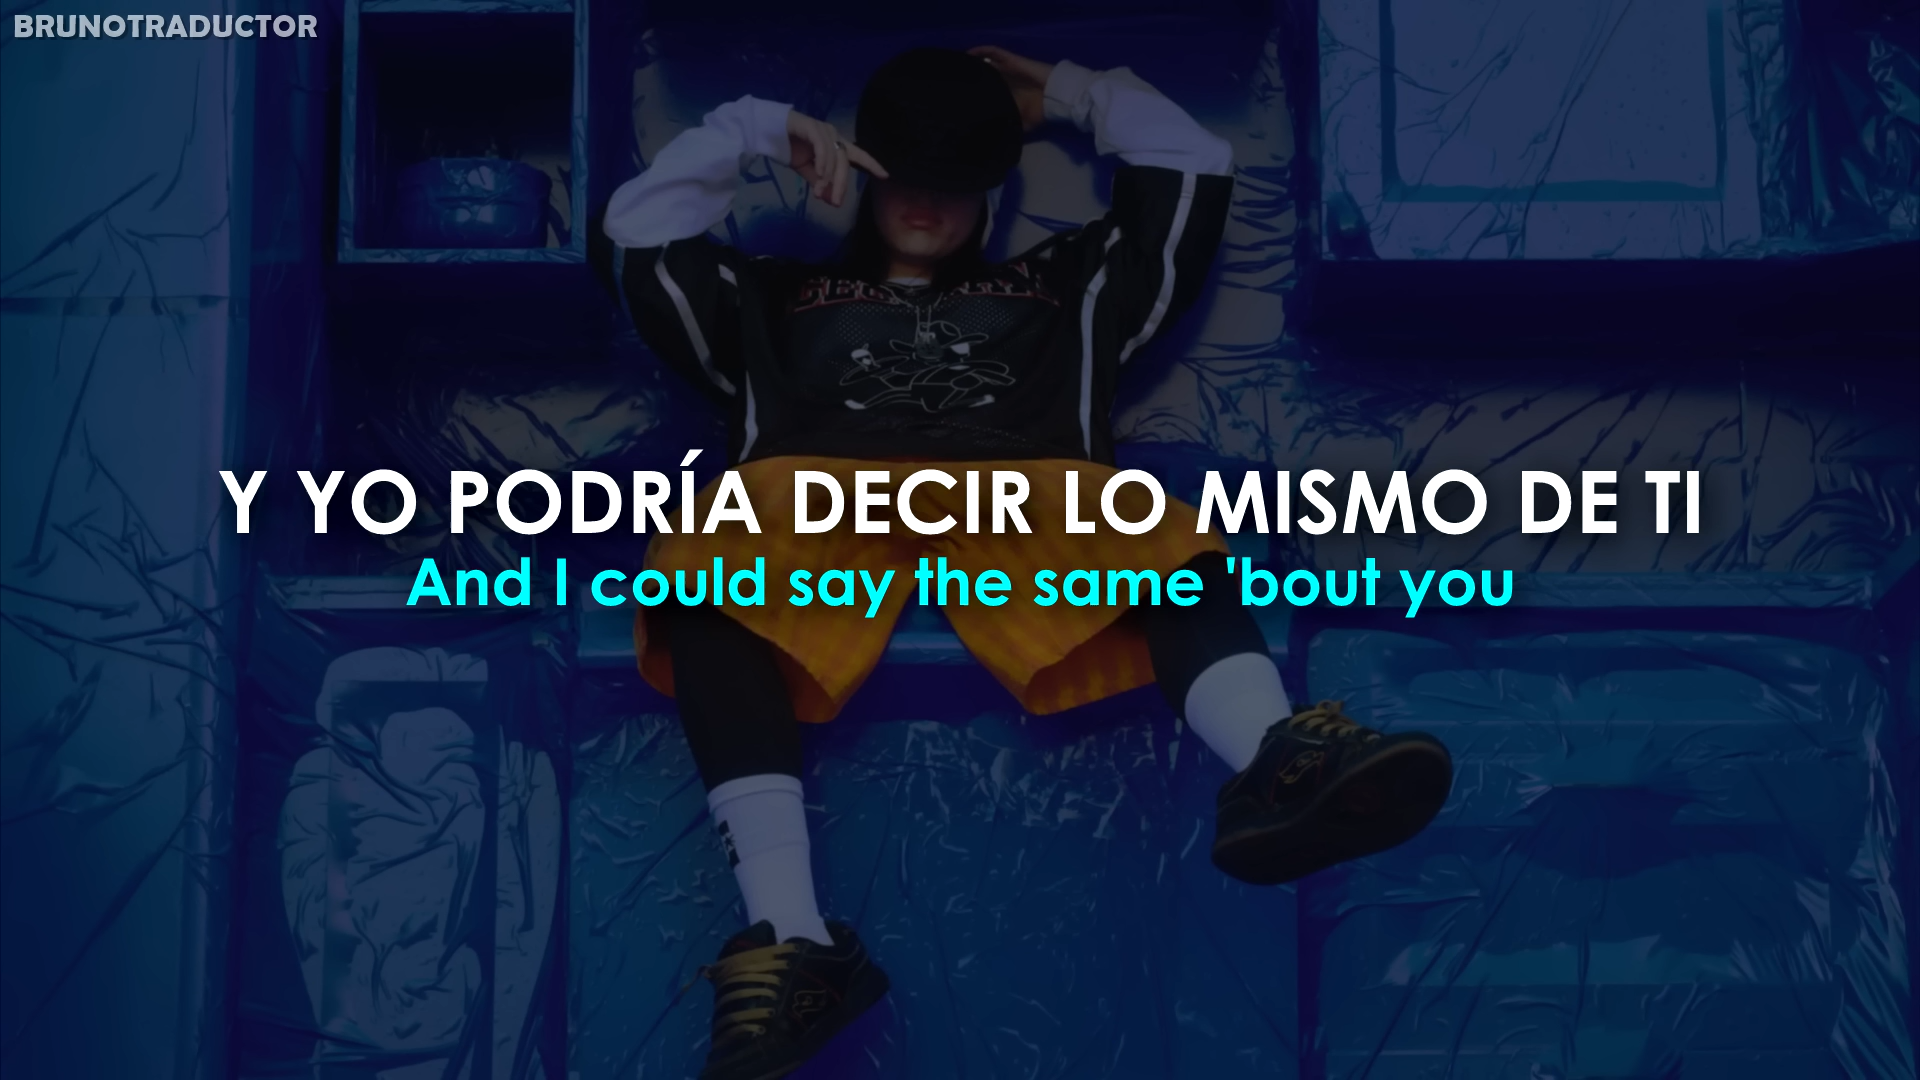 BRUNOTRADUCTOR
Y YO PODRÍA DECIR LO MISMO DE TI
And I could say the same 'bout you